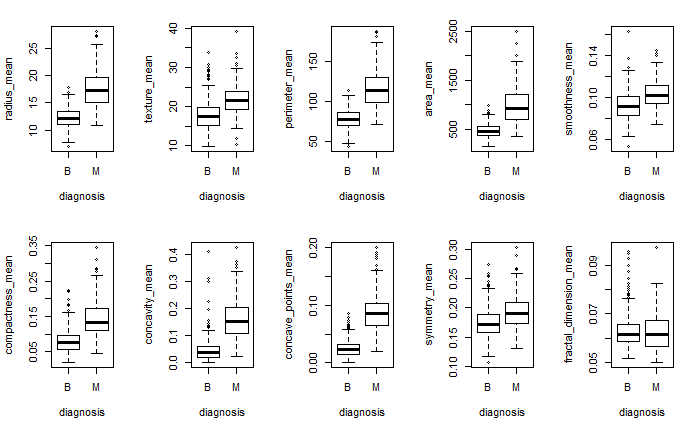 radius_mean
10 15 20 25
B M
diagnosis
texture_mean
10 20 30 40
B M
diagnosis
perimeter_mean
50 100 150
B M
diagnosis
area_mean
500 1500 2500
B M
diagnosis
smoothness_mean
0.06 0.10 0.14
B M
diagnosis
compactness_mean
0.05 0.15 0.25 0.35
B M
diagnosis
concavity_mean
0.0 0.1 0.2 0.3 0.4
B M
diagnosis
concave_points_mean
0.00 0.10 0.20
B M
diagnosis
symmetry_mean
0.10 0.15 0.20 0.25 0.30
B M
diagnosis
fractal_dimension_mean
0.05 0.07 0.09
B M
diagnosis